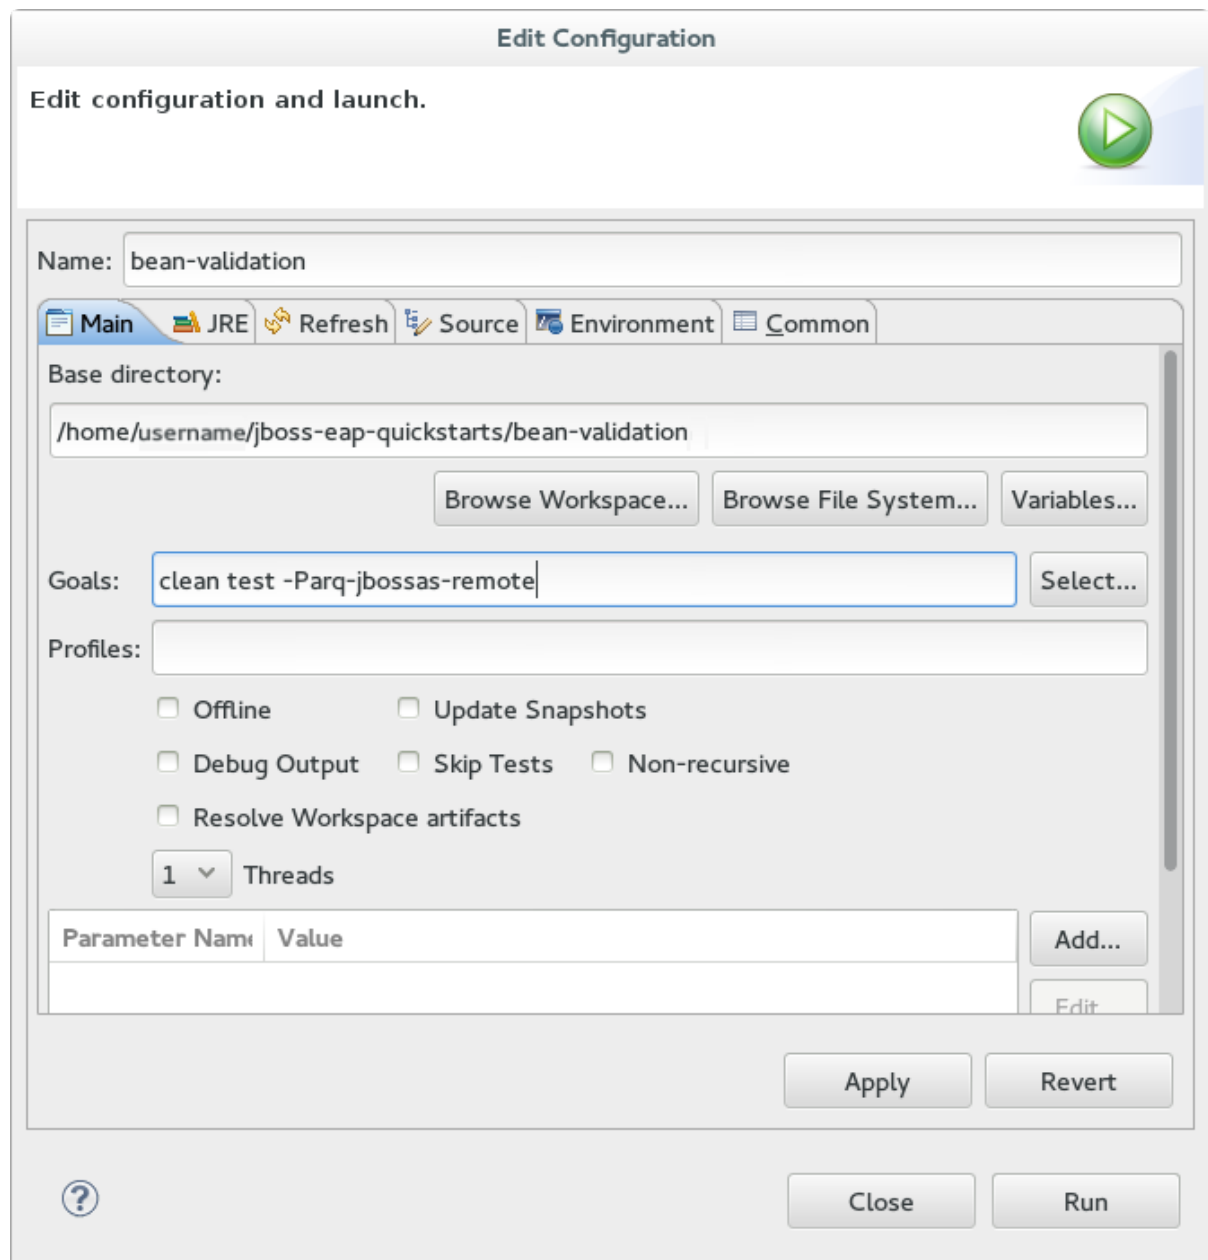 Edit Configuration
Edit configuration and launch.
Name: bean-validation
Main JRE Refresh Source Environment Common
Base directory:
/home/username/jboss-eap-quickstarts/bean-validation
Browse Workspace... Browse File System... Variables...
Goals: clean test -Parq-jbossas-remote Select...
Profiles:
Offline Update Snapshots
Debug Output Skip Tests Non-recursive
Resolve Workspace artifacts
1 Threads
Parameter Name Value Add...
Edit
Apply Revert
? Close Run